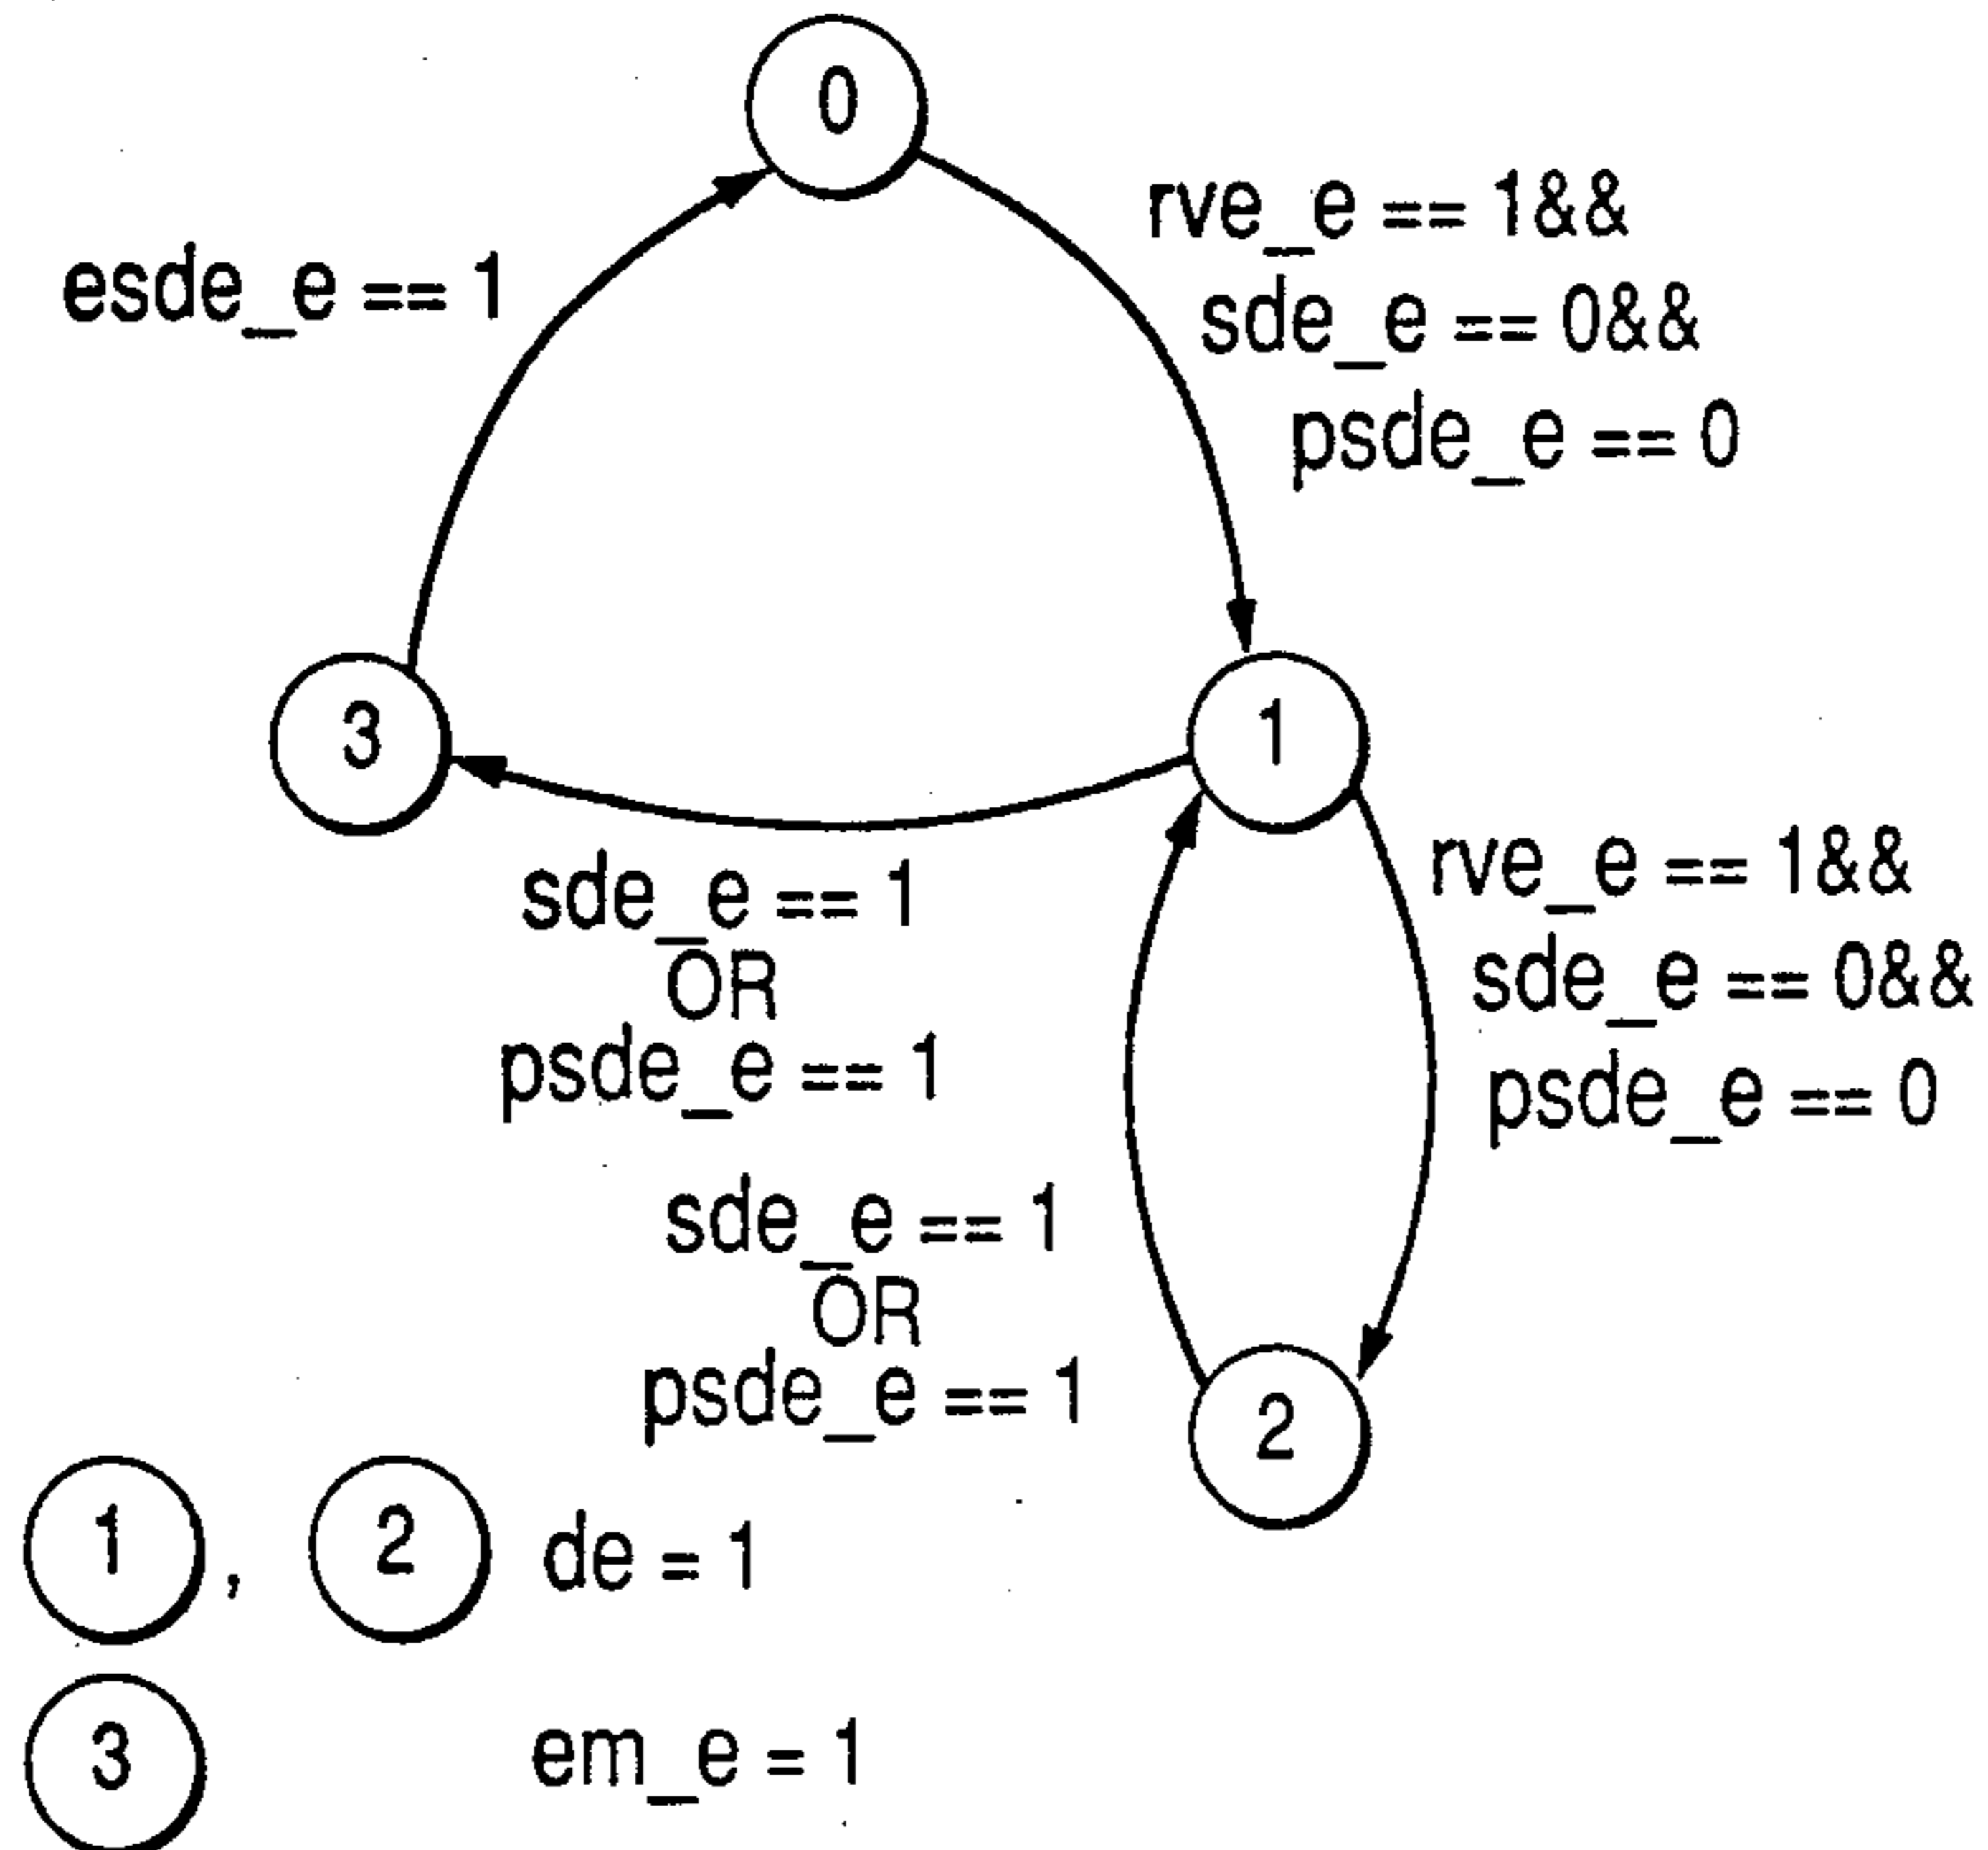 0
rve_e == 1&&
sde_e == 0&&
psde_e == 0
esde_e == 1
3
1
sde_e == 1
OR
psde_e == 1
rve_e == 1&&
sde_e == 0&&
psde_e == 0
sde_e == 1
OR
psde_e == 1
2
1 , 2 de = 1
3 em_e = 1